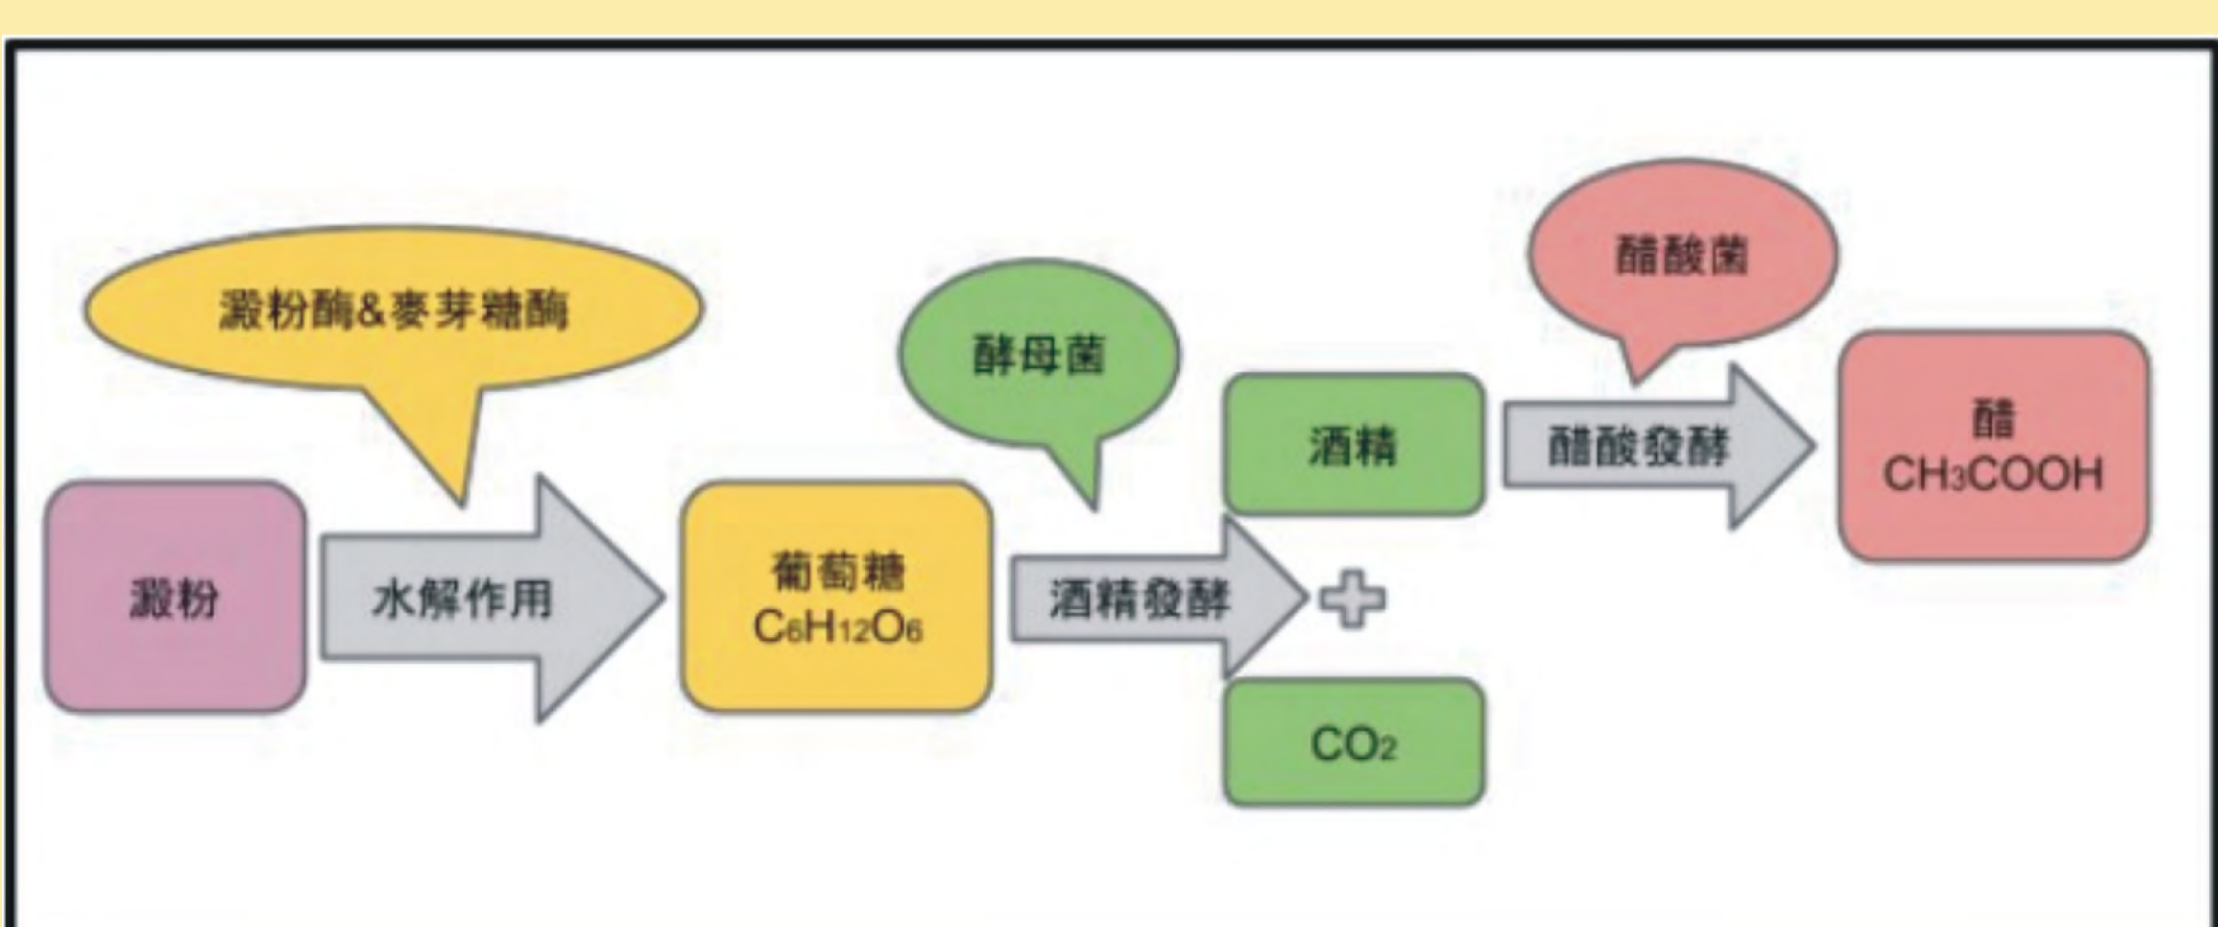 澱粉酶&麥芽糖酶
澱粉
水解作用
葡萄糖
C6H12O6
酵母菌
酒精發酵
酒精
CO2
醋酸菌
醋酸發酵
醋
CH3COOH